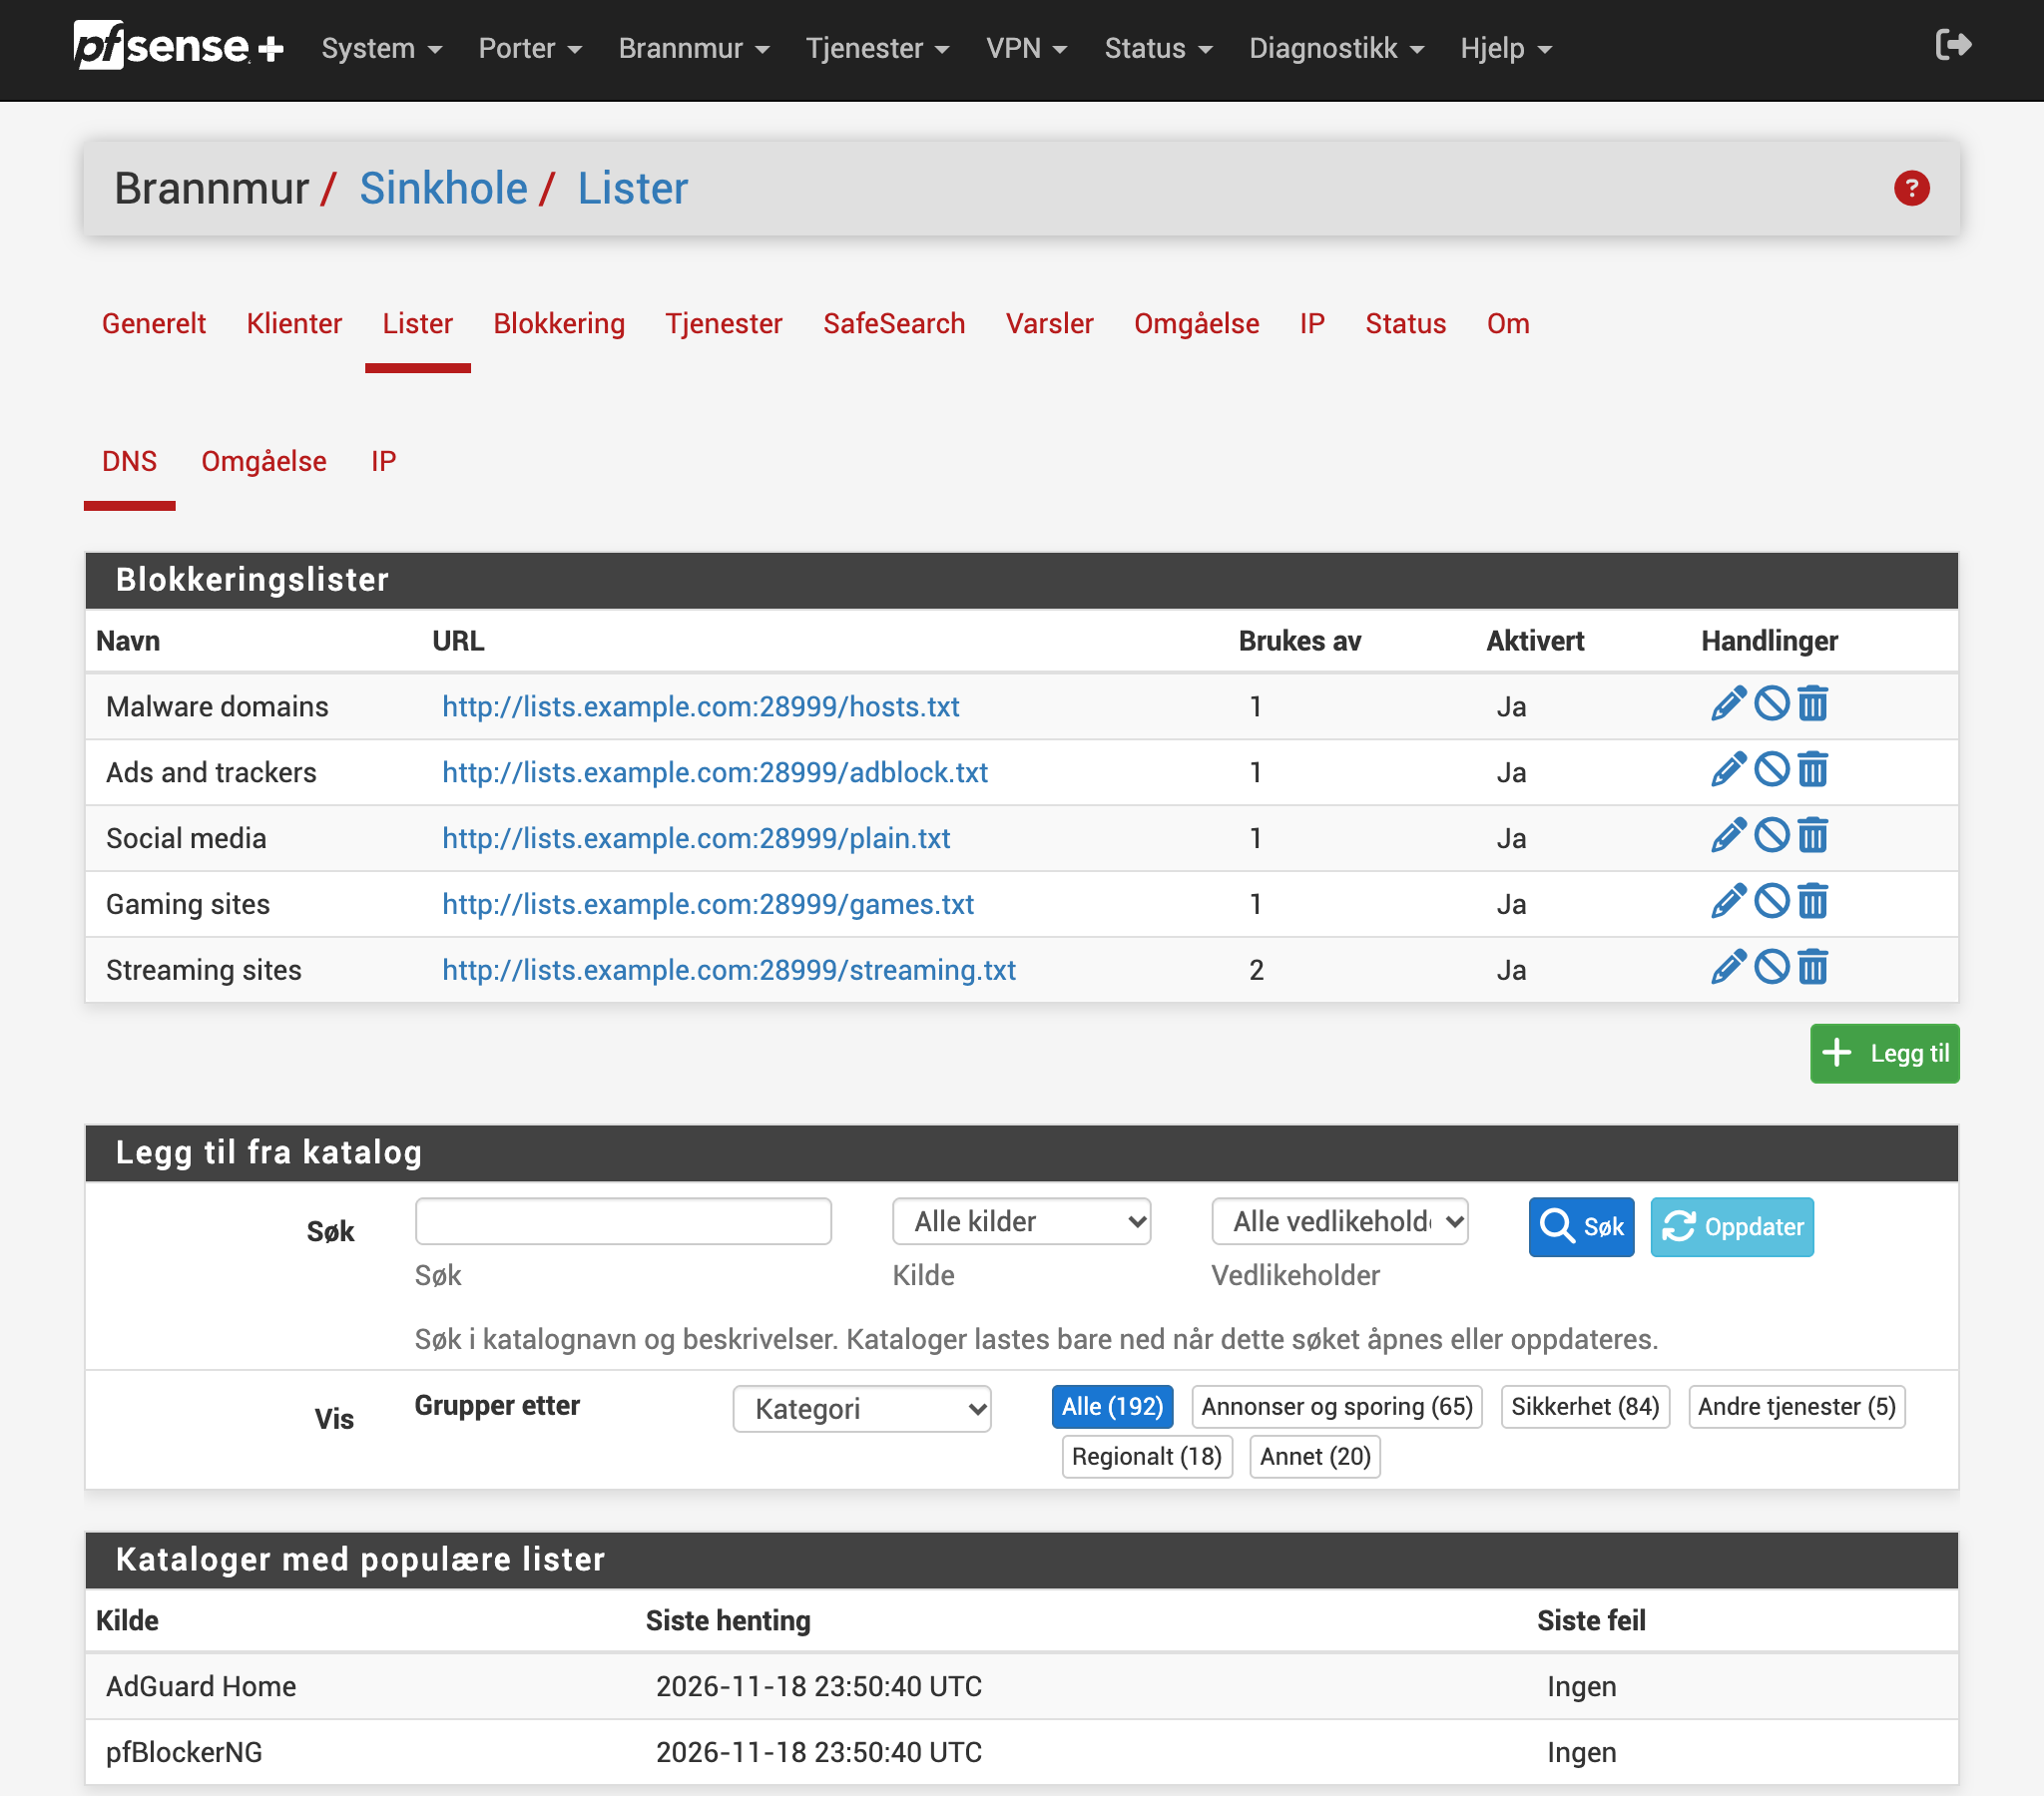 pfsense+ System Porter Brannmur Tjenester VPN Status Diagnostikk Hjelp
Brannmur / Sinkhole / Lister
Generelt Klienter Lister Blokkering Tjenester SafeSearch Varsler Omgåelse IP Status Om
DNS Omgåelse IP
Blokkeringslister
Navn URL Brukes av Aktivert Handlinger
Malware domains http://lists.example.com:28999/hosts.txt 1 Ja
Ads and trackers http://lists.example.com:28999/adblock.txt 1 Ja
Social media http://lists.example.com:28999/plain.txt 1 Ja
Gaming sites http://lists.example.com:28999/games.txt 1 Ja
Streaming sites http://lists.example.com:28999/streaming.txt 2 Ja
Legg til
Legg til fra katalog
Søk Alle kilder Alle vedlikehold Søk Oppdater
Søk Kilde Vedlikeholder
Søk i katalognavn og beskrivelser. Kataloger lastes bare ned når dette søket åpnes eller oppdateres.
Vis Grupper etter Kategori Alle (192) Annonser og sporing (65) Sikkerhet (84) Andre tjenester (5)
Regionalt (18) Annet (20)
Kataloger med populære lister
Kilde Siste henting Siste feil
AdGuard Home 2026-11-18 23:50:40 UTC Ingen
pfBlockerNG 2026-11-18 23:50:40 UTC Ingen